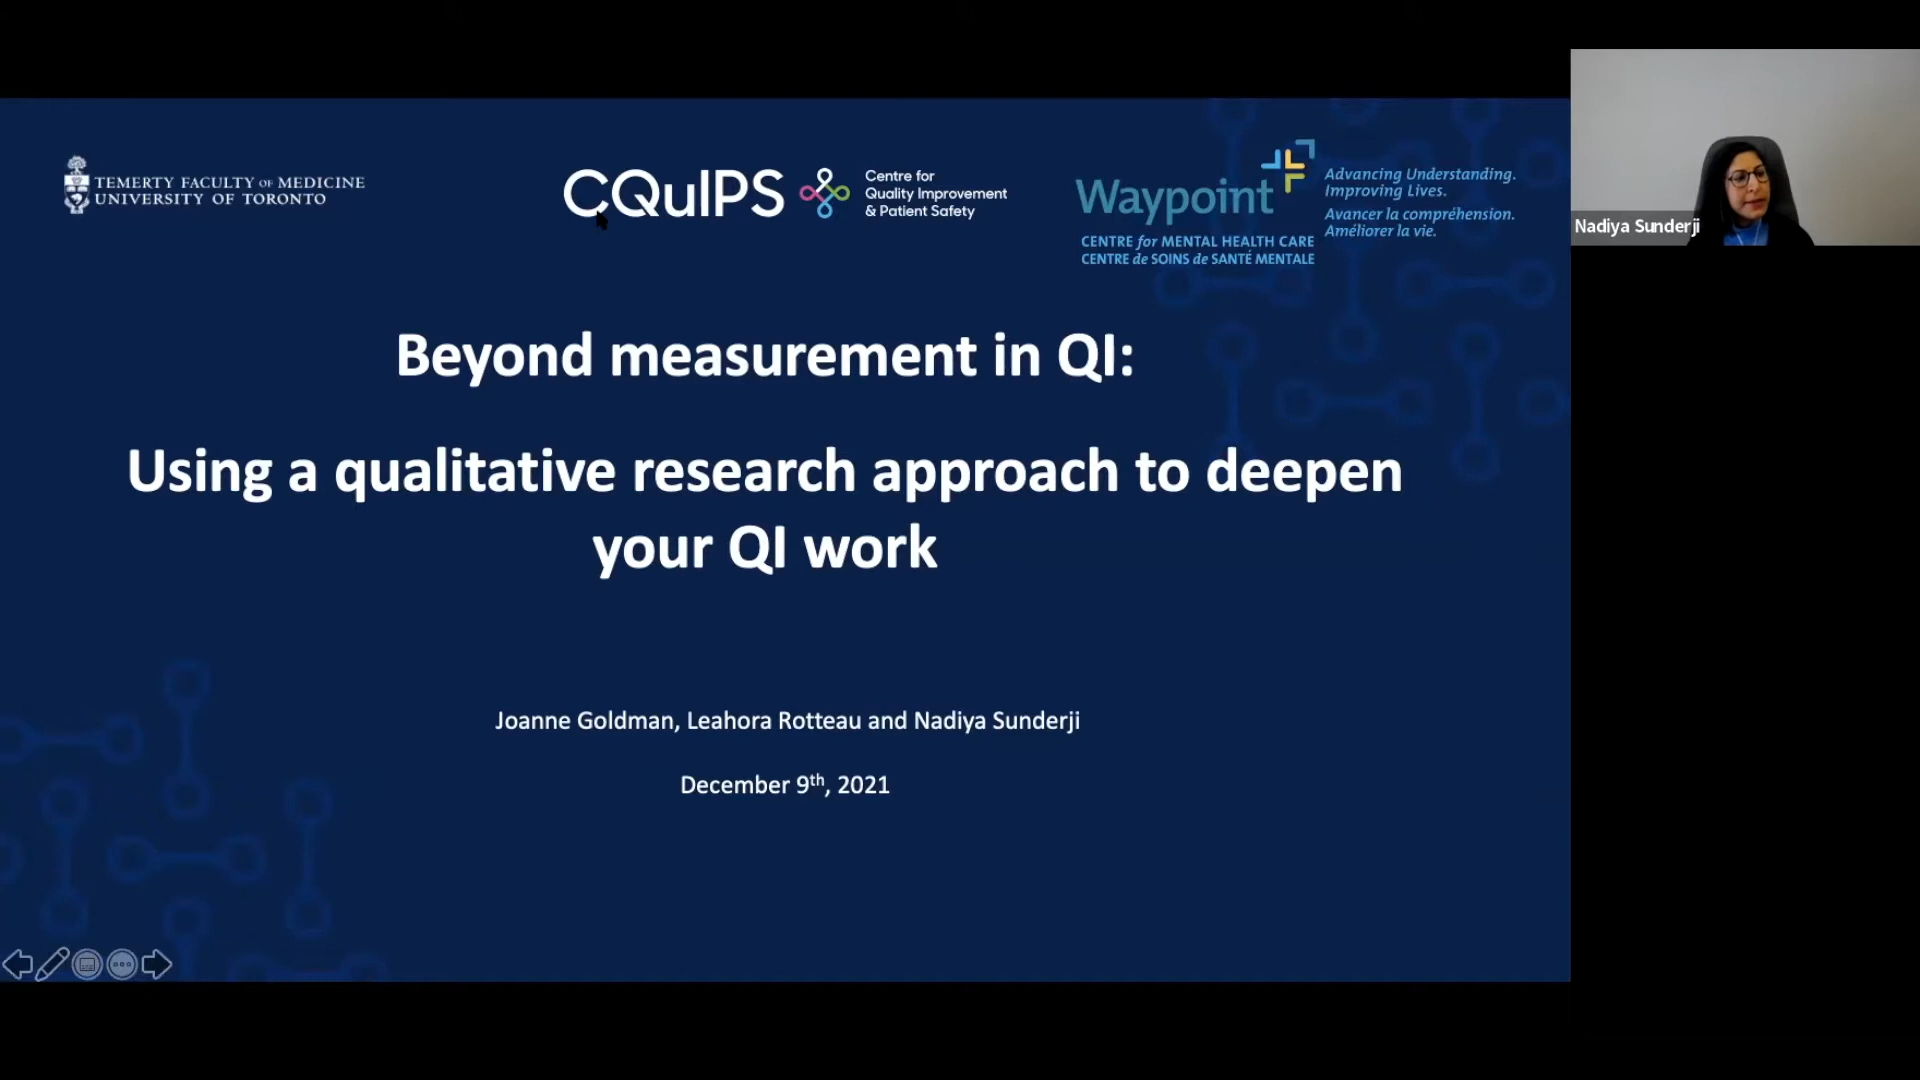 TEMERTY FACULTY OF MEDICINE
UNIVERSITY OF TORONTO
CQuIPS
Centre for
Quality Improvement
& Patient Safety
Waypoint
CENTRE for MENTAL HEALTH CARE
CENTRE de SOINS de SANTÉ MENTALE
Advancing Understanding.
Improving Lives.
Avancer la compréhension.
Améliorer la vie.
Nadiya Sunderji
Beyond measurement in QI:
Using a qualitative research approach to deepen
your QI work
Joanne Goldman, Leahora Rotteau and Nadiya Sunderji
December 9th, 2021